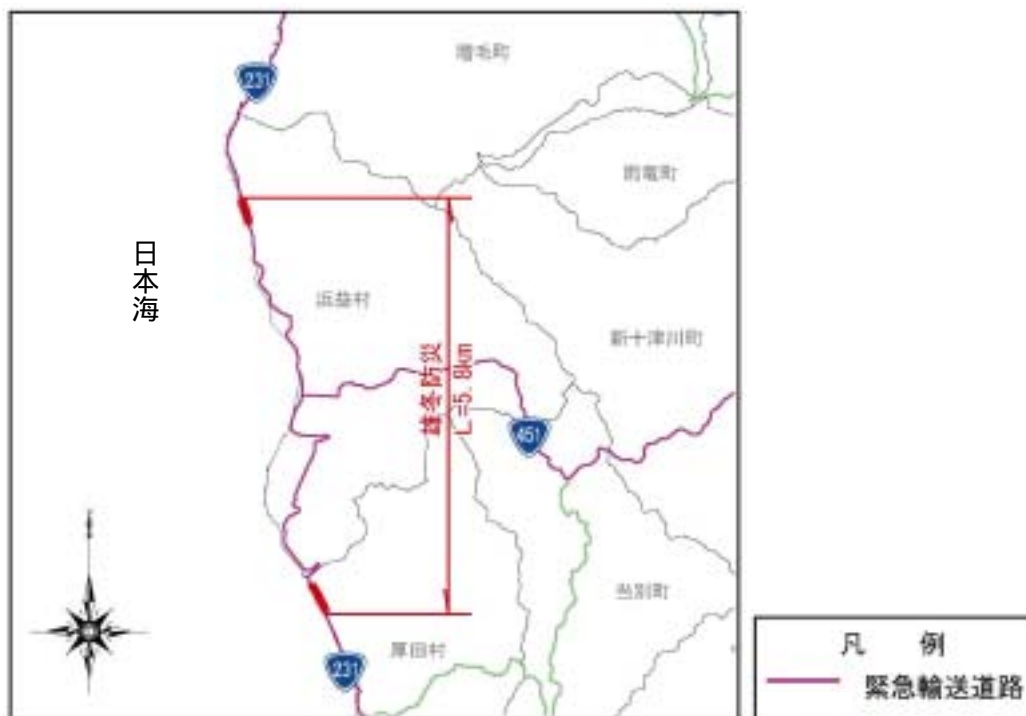 231
増毛町
雨竜町
日本海
浜益村
新十津川町
雄冬防災
L=5.8km
451
当別町
厚田村
231
凡 例
緊急輸送道路